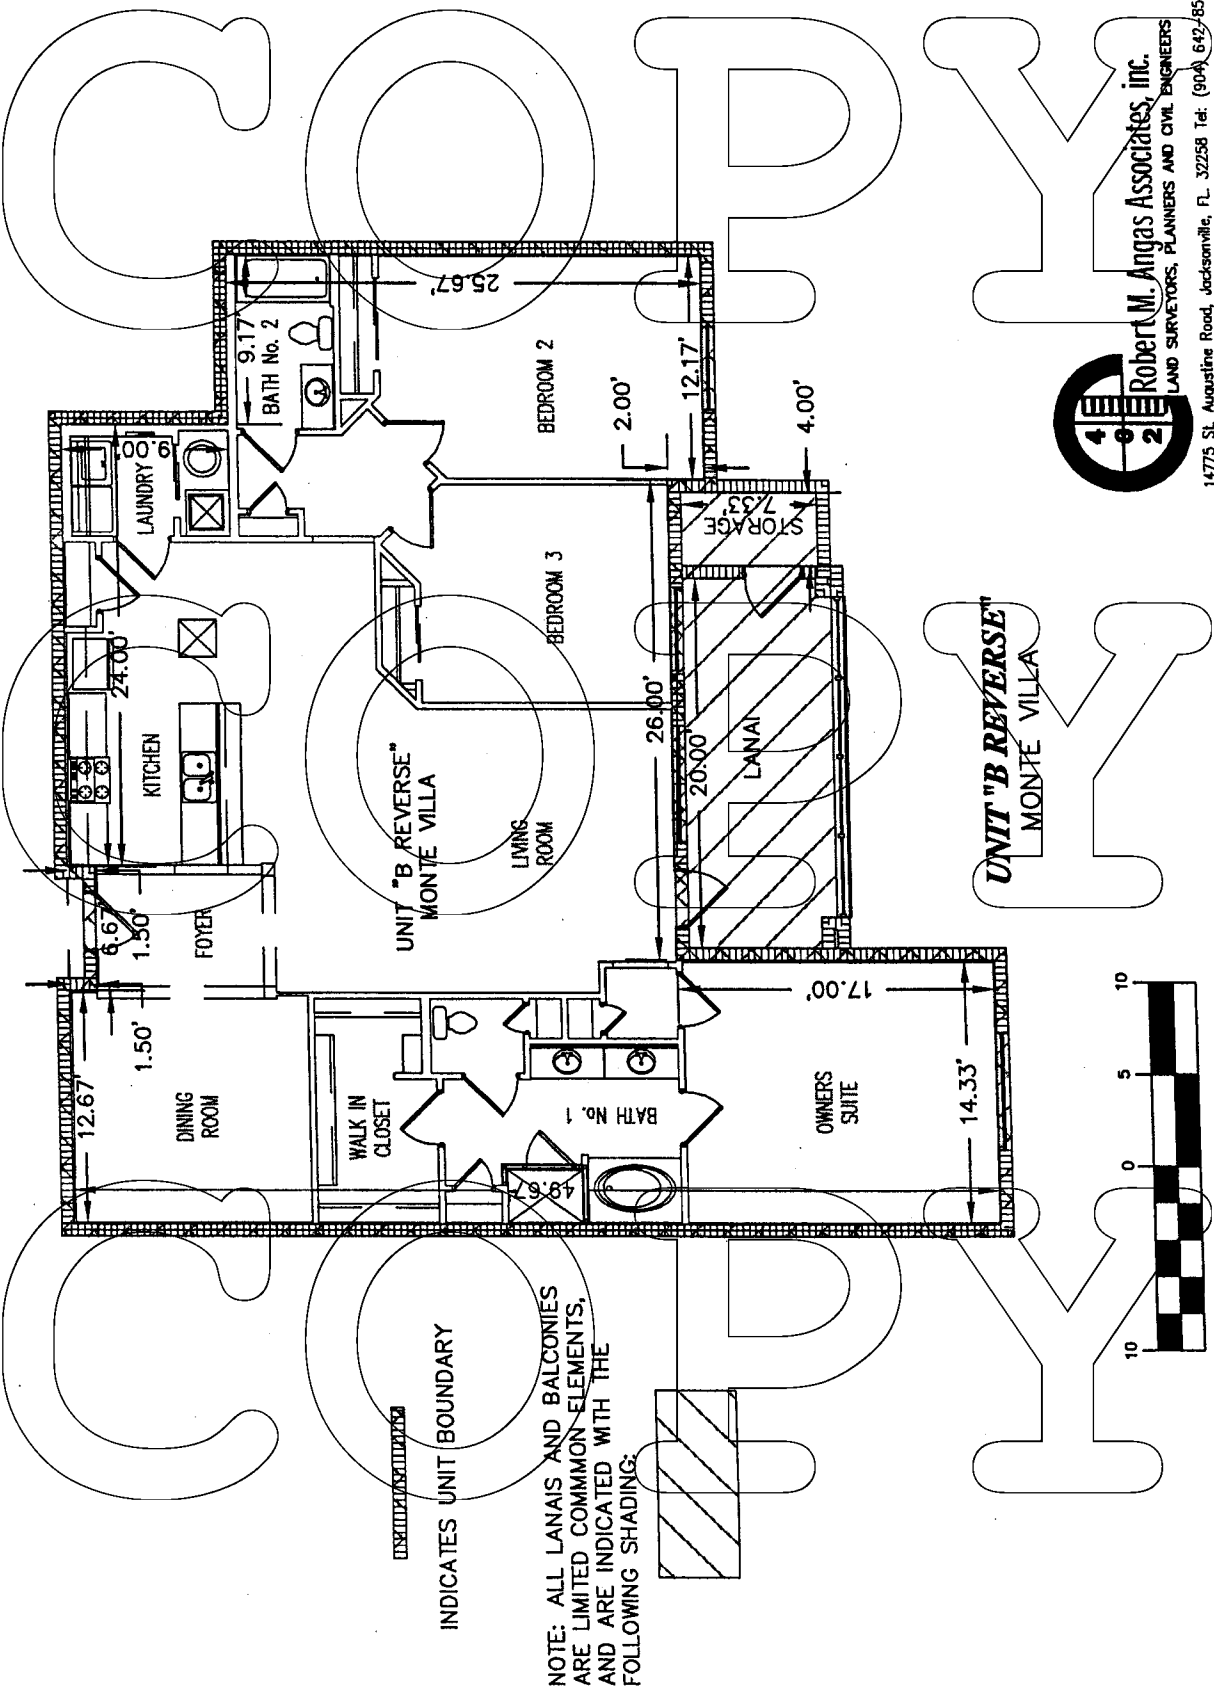 COPY
COPY
COPY
9.00'
LAUNDRY
9.17'
BATH No. 2
25.67'
BEDROOM 2
2.00'
12.17'
4.00'
24.00'
KITCHEN
BEDROOM 3
7.33'
STORAGE
UNIT "B REVERSE"
MONTE VILLA
LIVING
ROOM
26.00'
20.00'
LANAI
1.50'
FOYER
1.50'
12.67'
DINING
ROOM
WALK IN
CLOSET
BATH No. 1
49.67'
17.00'
OWNERS
SUITE
14.33'
INDICATES UNIT BOUNDARY
NOTE: ALL LANAIS AND BALCONIES
ARE LIMITED COMMMON ELEMENTS,
AND ARE INDICATED WITH THE
FOLLOWING SHADING:
UNIT "B REVERSE"
MONTE VILLA
10 0 5 10
Robert M. Angas Associates, inc.
LAND SURVEYORS, PLANNERS AND CIVIL ENGINEERS
14775 St. Augustine Road, Jacksonville, FL. 32258 Tel: (904) 642-85